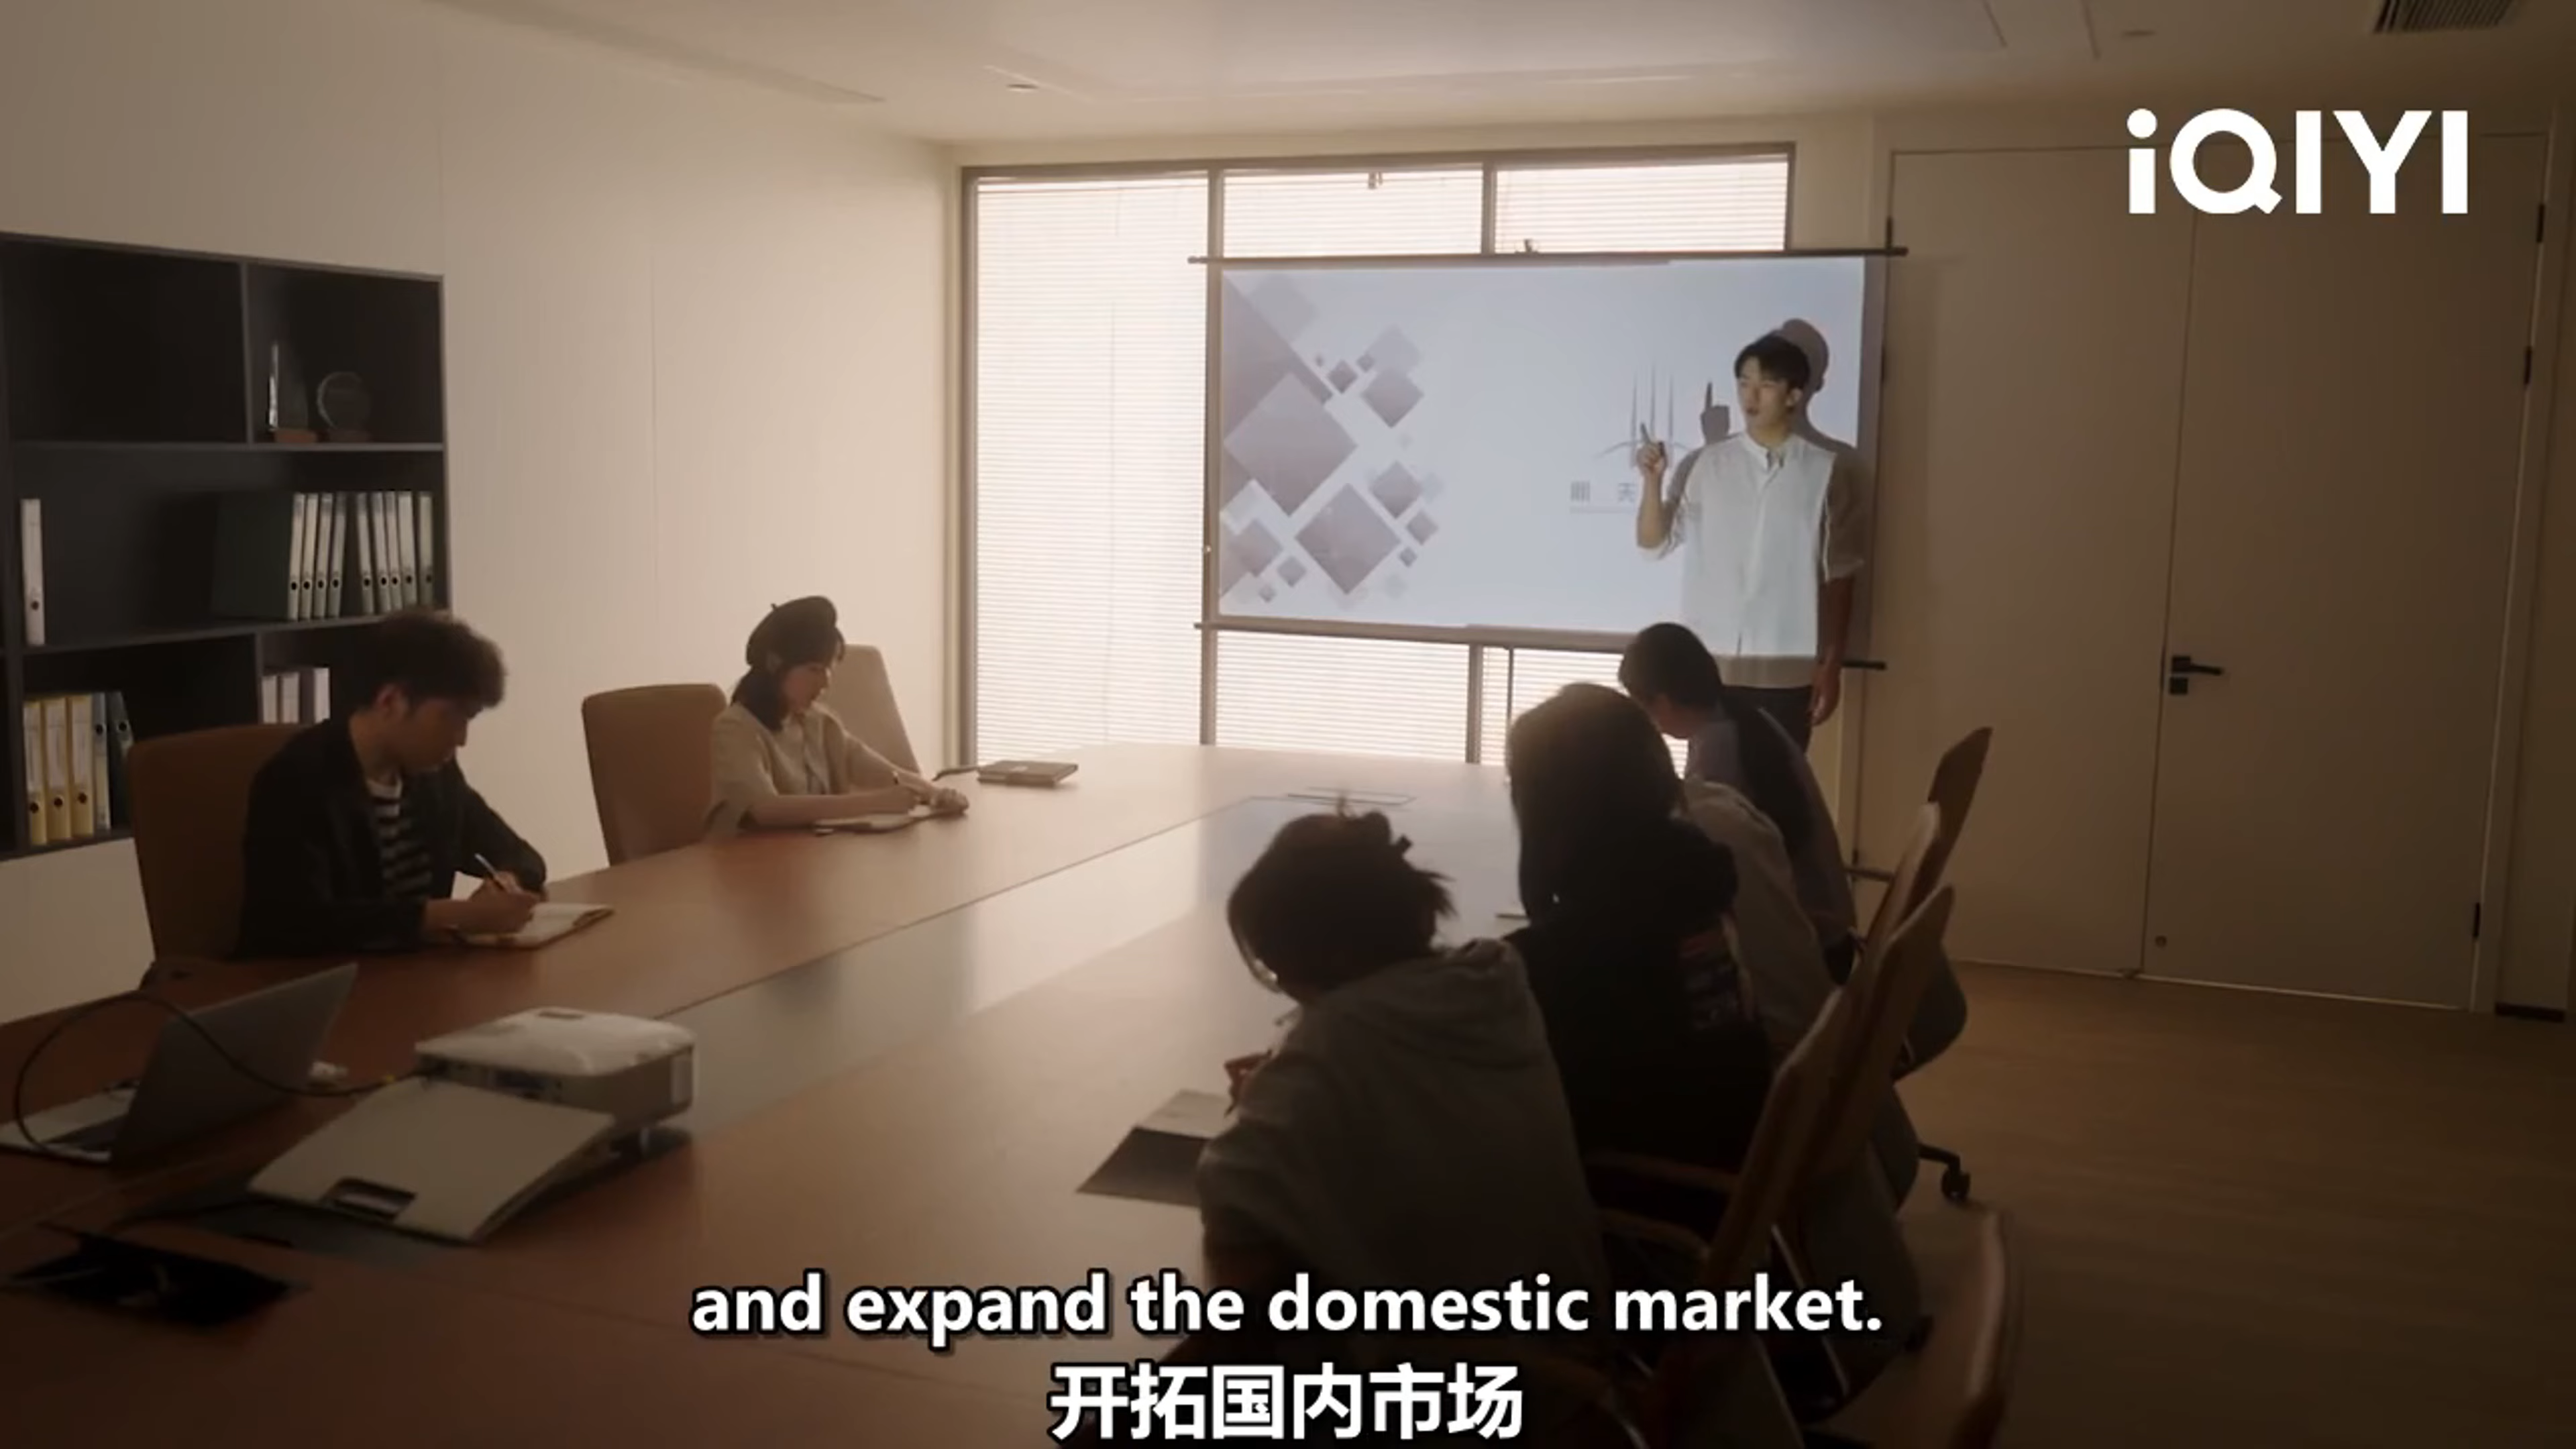 iQIYI
and expand the domestic market.
开拓国内市场